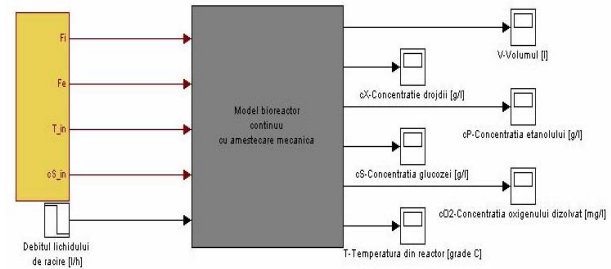 Fi
Fe
T_in
cS_in
Debitul lichidului
de racire [l/h]
Model bioreactor
continuu
cu amestecare mecanica
V-Volumul [l]
cX-Concentratie drojdii [g/l]
cP-Concentratia etanolului [g/l]
cS-Concentratia glucozei [g/l]
cO2-Concentratia oxigenului dizolvat [mg/l]
T-Temperatura din reactor [grade C]